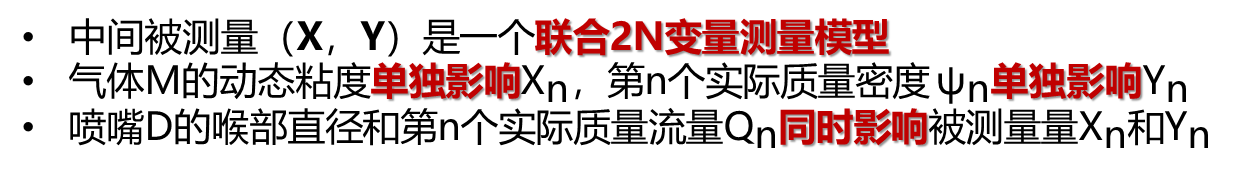 • 中间被测量（X，Y）是一个联合2N变量测量模型
• 气体M的动态粘度单独影响Xn，第n个实际质量密度ψn单独影响Yn
• 喷嘴D的喉部直径和第n个实际质量流量Qn同时影响被测量量Xn和Yn